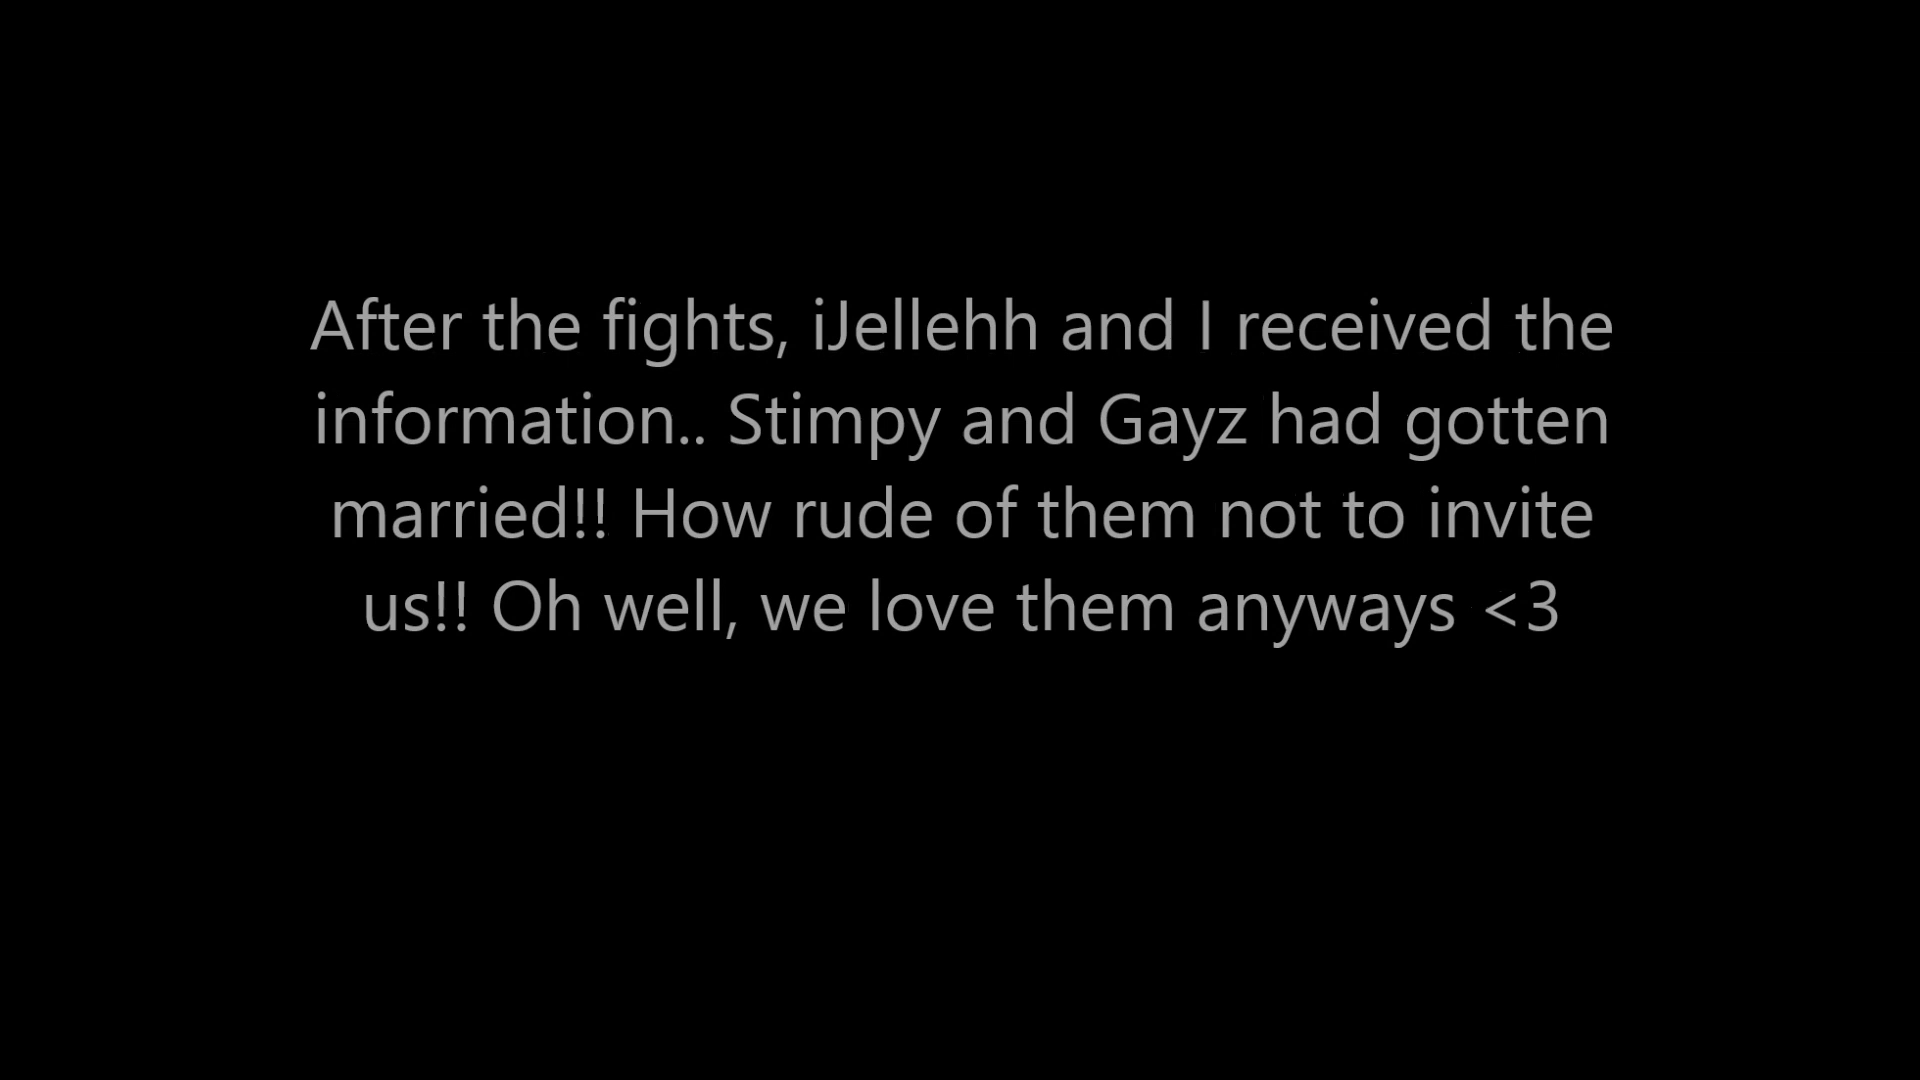 After the fights, iJellehh and I received the
information.. Stimpy and Gayz had gotten
married!! How rude of them not to invite
us!! Oh well, we love them anyways <3